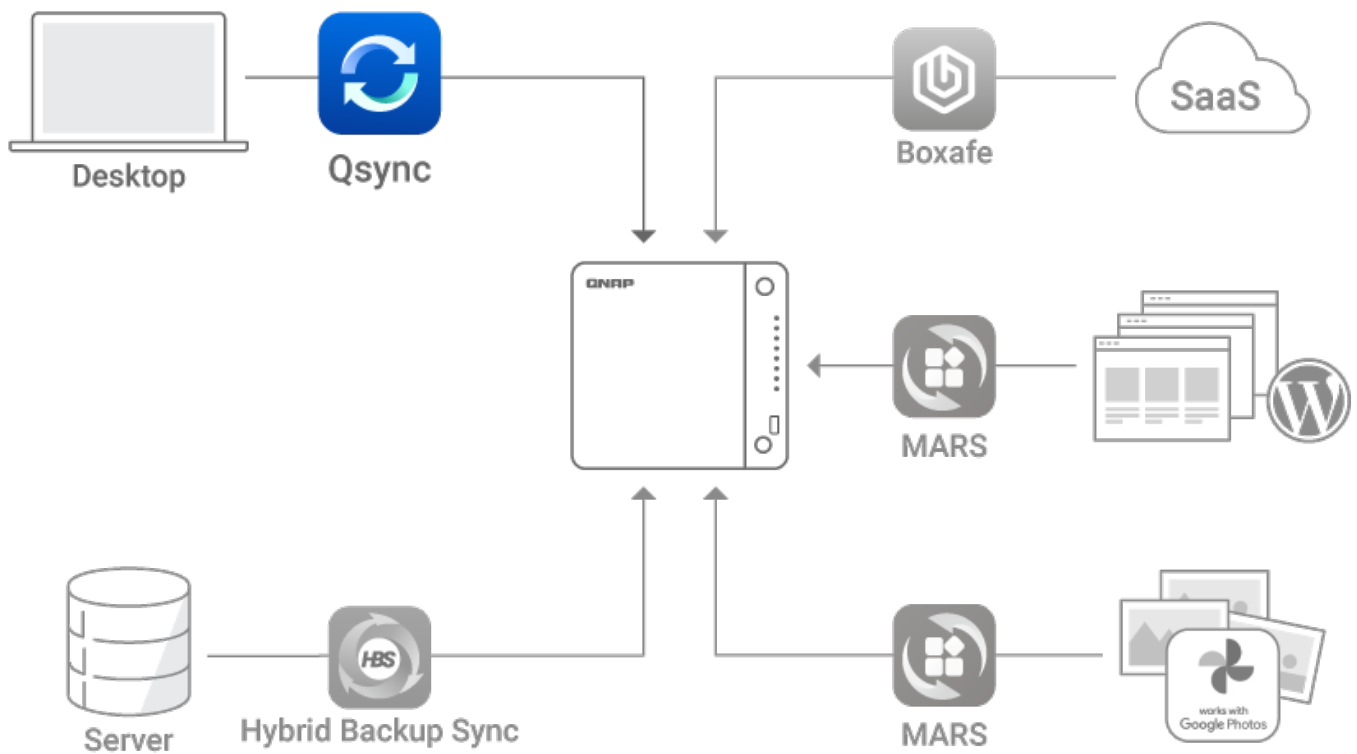 SaaS
Boxafe
Desktop
Qsync
QNAP
MARS
W
HBS
works with
Google Photos
Server
Hybrid Backup Sync
MARS